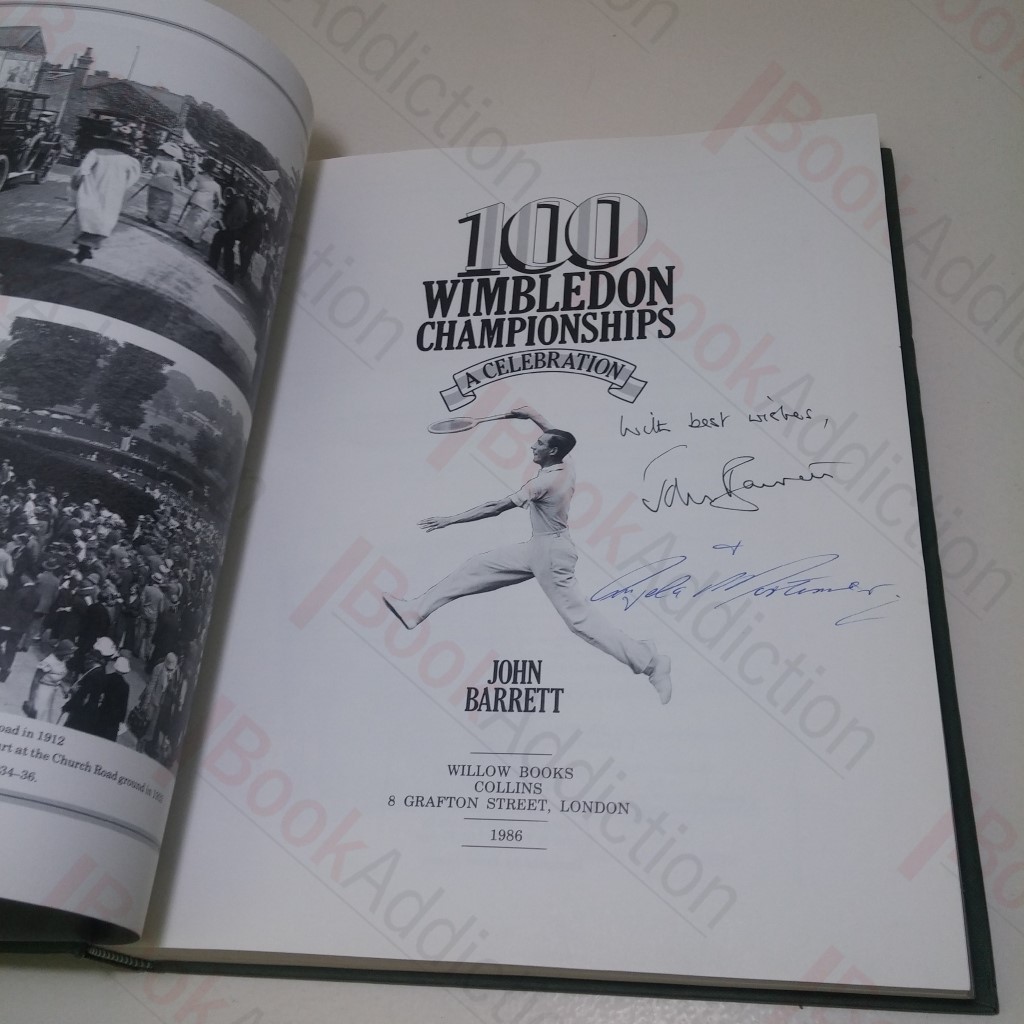 oad in 1912
rt at the Church Road ground in
34–36.
100
WIMBLEDON
CHAMPIONSHIPS
A CELEBRATION
With best wishes,
John Barrett
+
Angela Mortimer.
JOHN
BARRETT
WILLOW BOOKS
COLLINS
8 GRAFTON STREET, LONDON
1986
BookAddiction